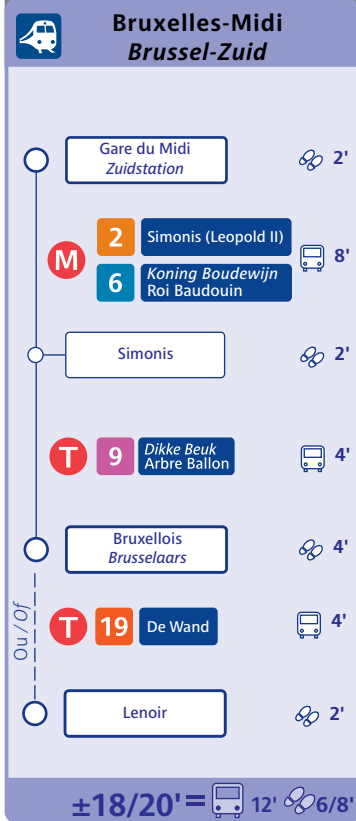 Bruxelles-Midi
Brussel-Zuid
Gare du Midi
Zuidstation
2'
M
2
Simonis (Leopold II)
6
Koning Boudewijn
Roi Baudouin
8'
Simonis
2'
T
9
Dikke Beuk
Arbre Ballon
4'
Bruxellois
Brusselaars
4'
Ou / Of
T
19
De Wand
4'
Lenoir
2'
±18/20' = 12' 6/8'